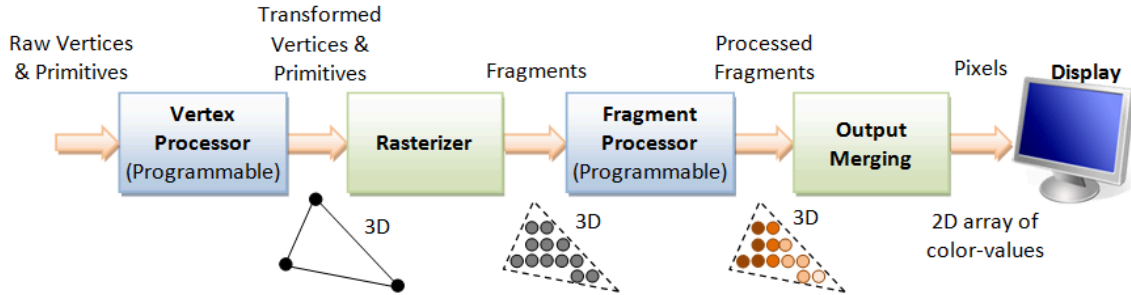 Raw Vertices
& Primitives
Transformed
Vertices &
Primitives
Fragments
Processed
Fragments
Pixels
Display
Vertex
Processor
(Programmable)
Rasterizer
Fragment
Processor
(Programmable)
Output
Merging
3D
3D
3D
2D array of
color-values